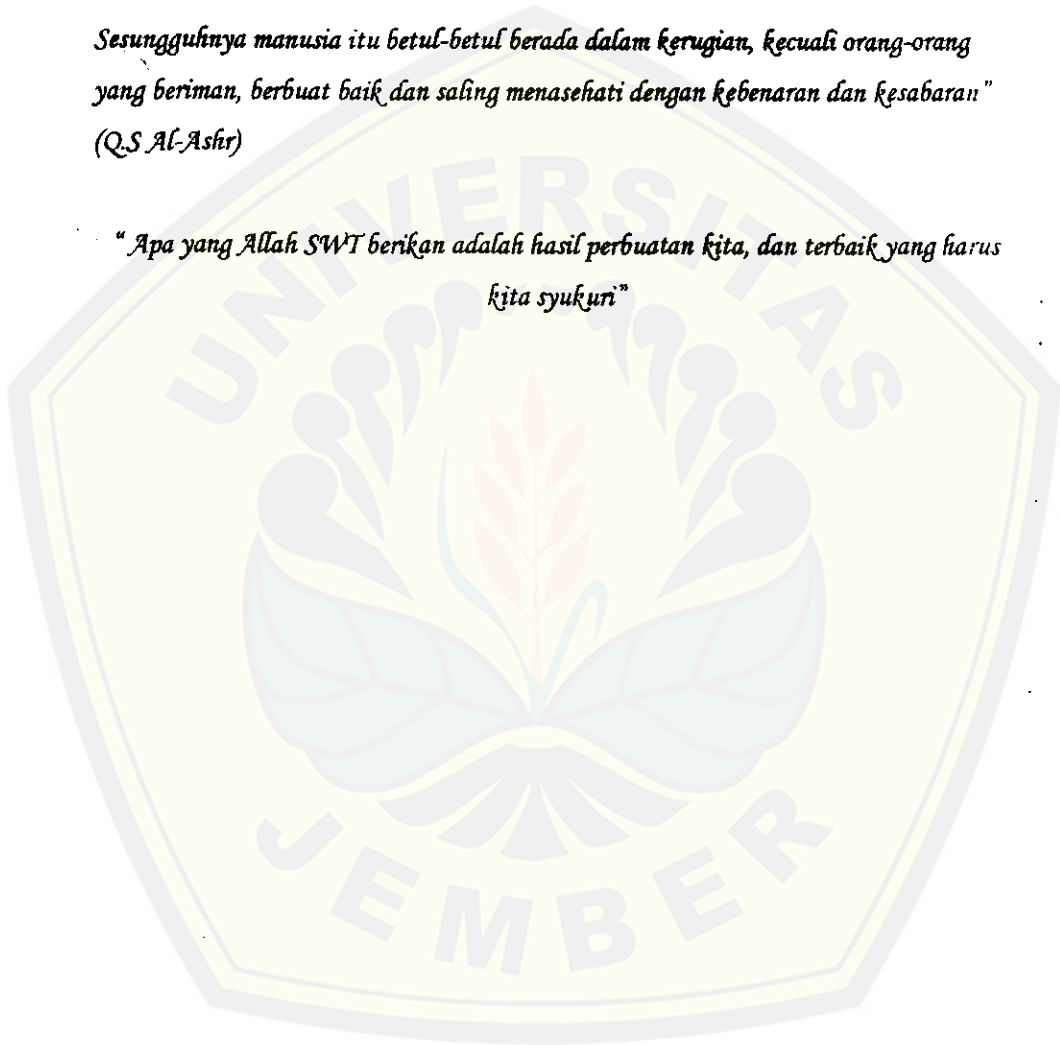 Sesungguhnya manusia itu betul-betul berada dalam kerugian, kecuali orang-orang
yang beriman, berbuat baik dan saling menasehati dengan kebenaran dan kesabaran"
(Q.S Al-Ashr)
" Apa yang Allah SWT berikan adalah hasil perbuatan kita, dan terbaik yang harus
kita syukuri"
UNIVERSITAS
JEMBER